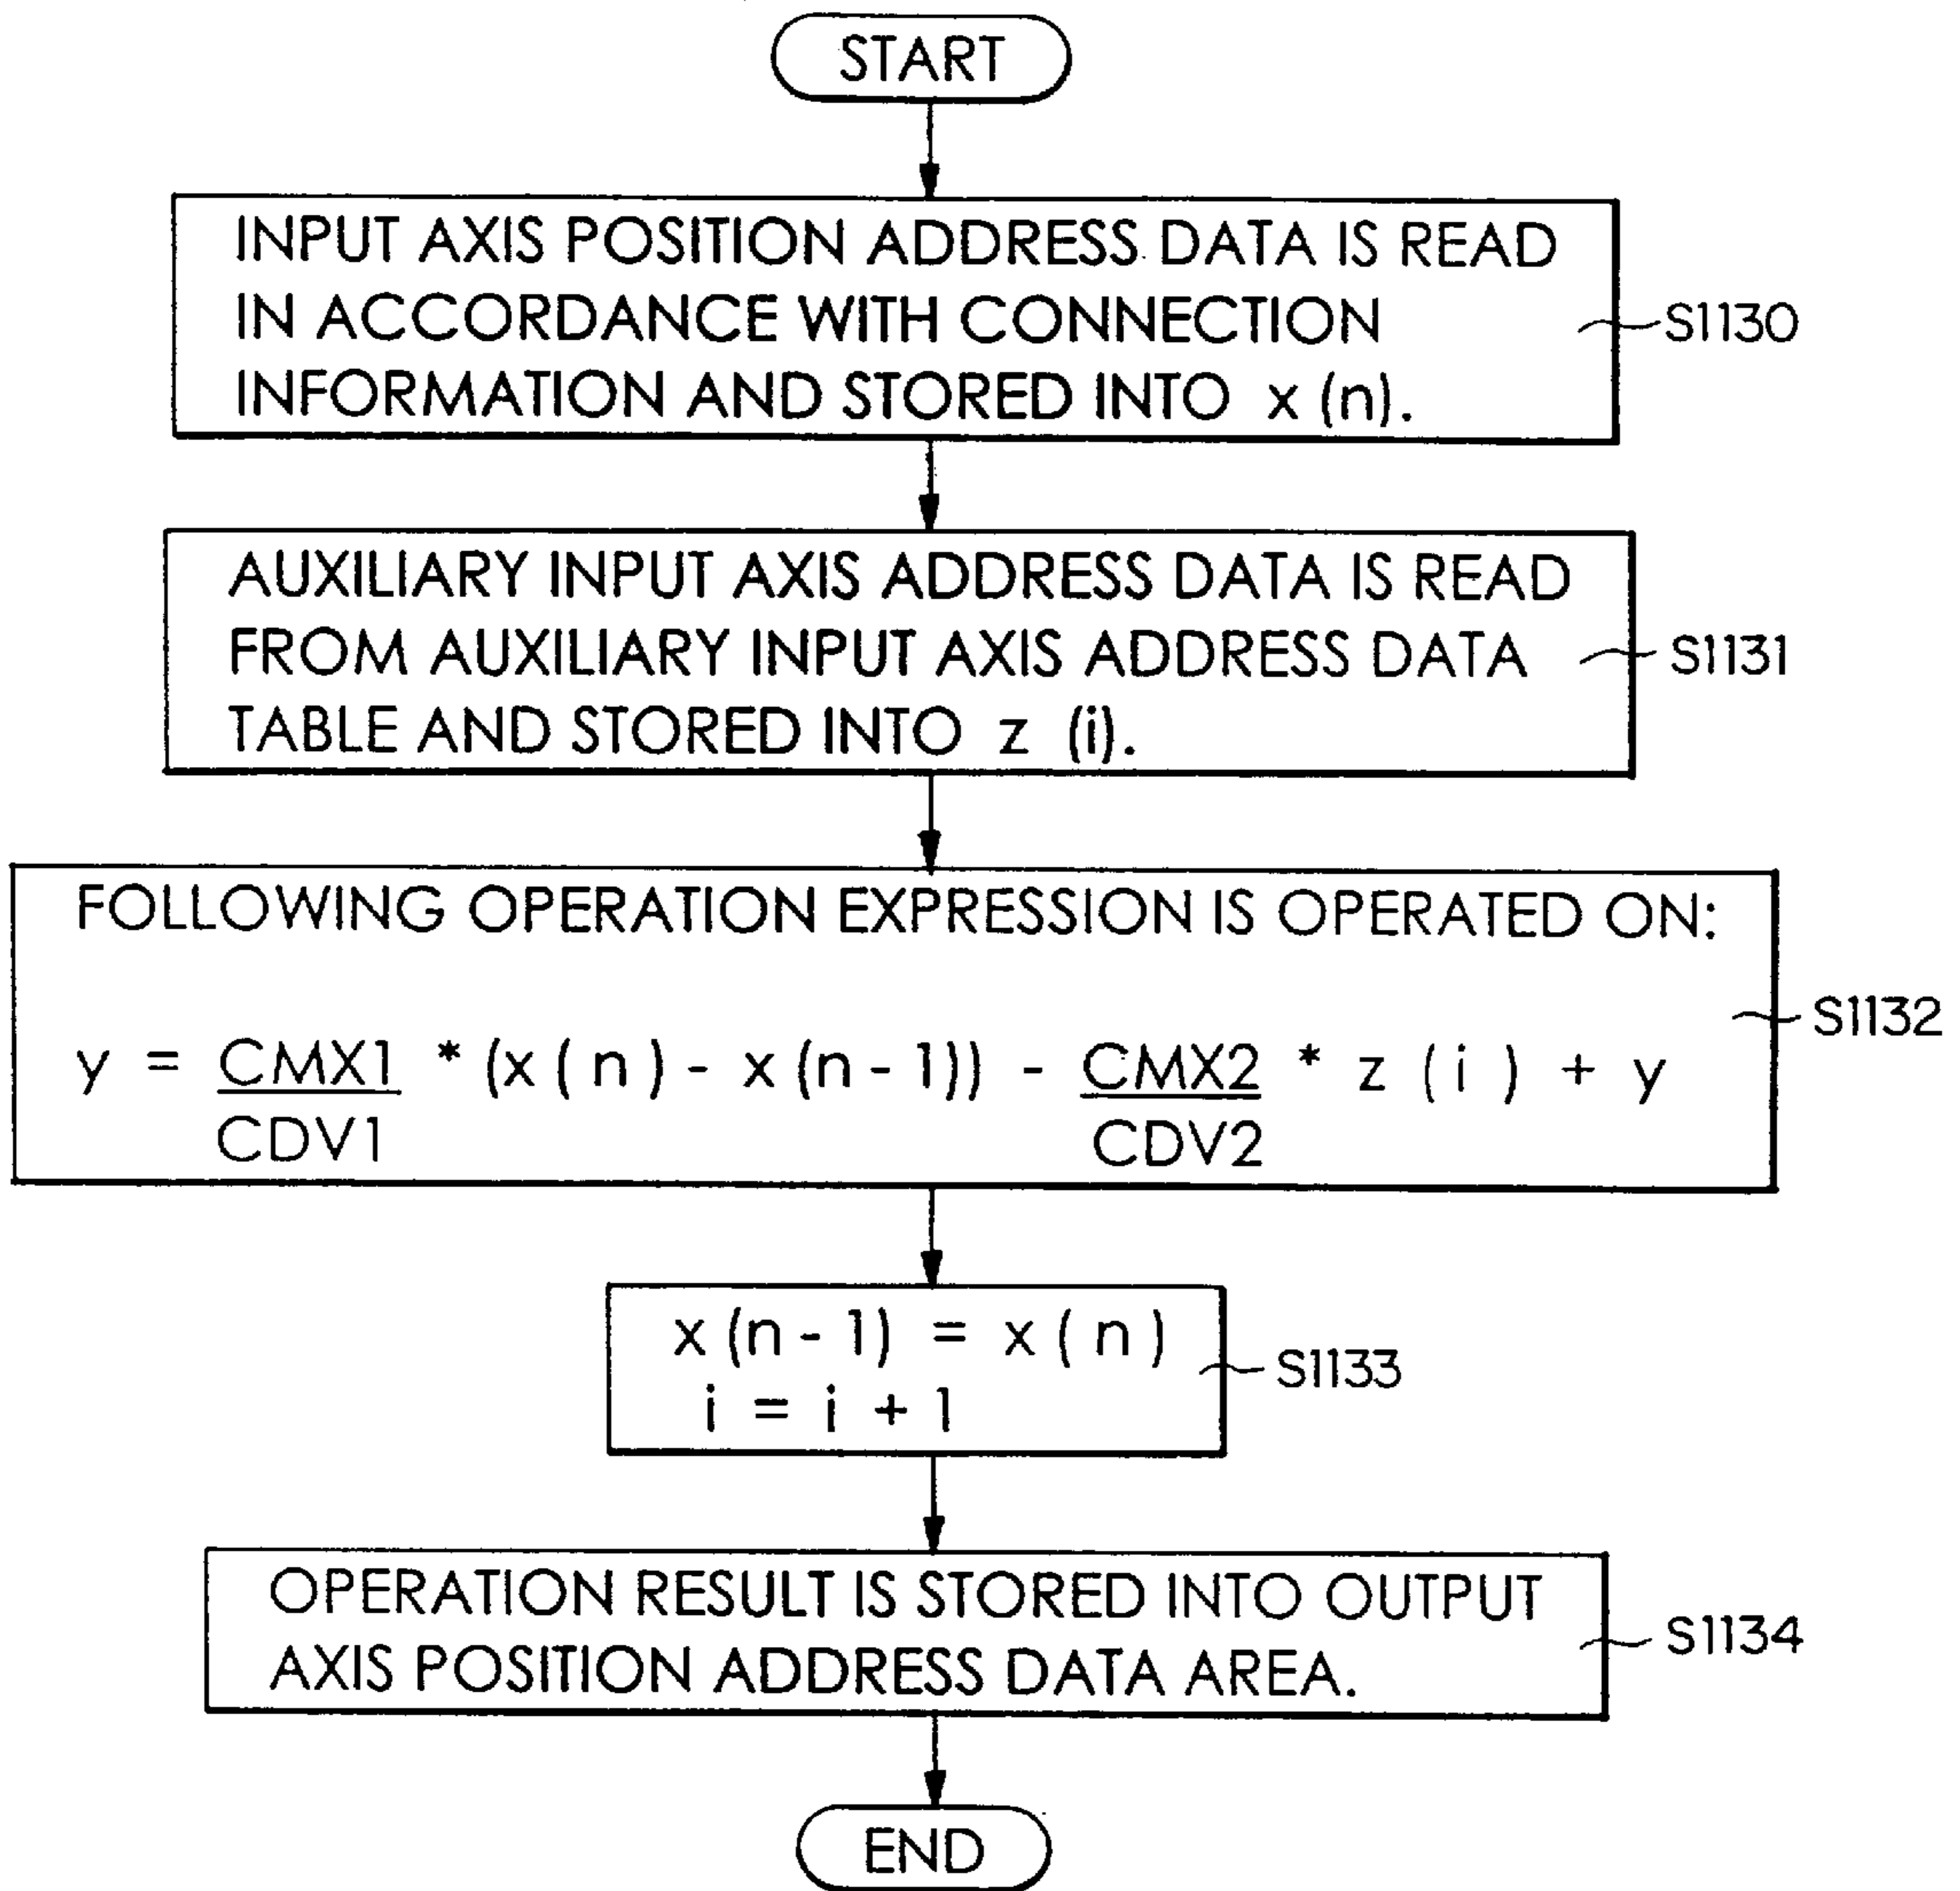 START
INPUT AXIS POSITION ADDRESS DATA IS READ
IN ACCORDANCE WITH CONNECTION
INFORMATION AND STORED INTO x (n).
S1130
AUXILIARY INPUT AXIS ADDRESS DATA IS READ
FROM AUXILIARY INPUT AXIS ADDRESS DATA
TABLE AND STORED INTO z (i).
S1131
FOLLOWING OPERATION EXPRESSION IS OPERATED ON:
S1132
y = CMX1 * (x ( n ) - x (n - 1)) - CMX2 * z ( i ) + y
CDV1 CDV2
x (n - 1) = x ( n )
i = i + 1
S1133
OPERATION RESULT IS STORED INTO OUTPUT
AXIS POSITION ADDRESS DATA AREA.
S1134
END